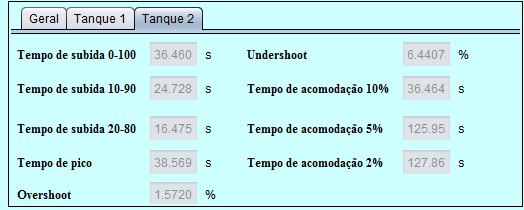 Geral Tanque 1 Tanque 2
Tempo de subida 0-100 36.460 s Undershoot 6.4407 %
Tempo de subida 10-90 24.728 s Tempo de acomodação 10% 36.464 s
Tempo de subida 20-80 16.475 s Tempo de acomodação 5% 125.95 s
Tempo de pico 38.569 s Tempo de acomodação 2% 127.86 s
Overshoot 1.5720 %